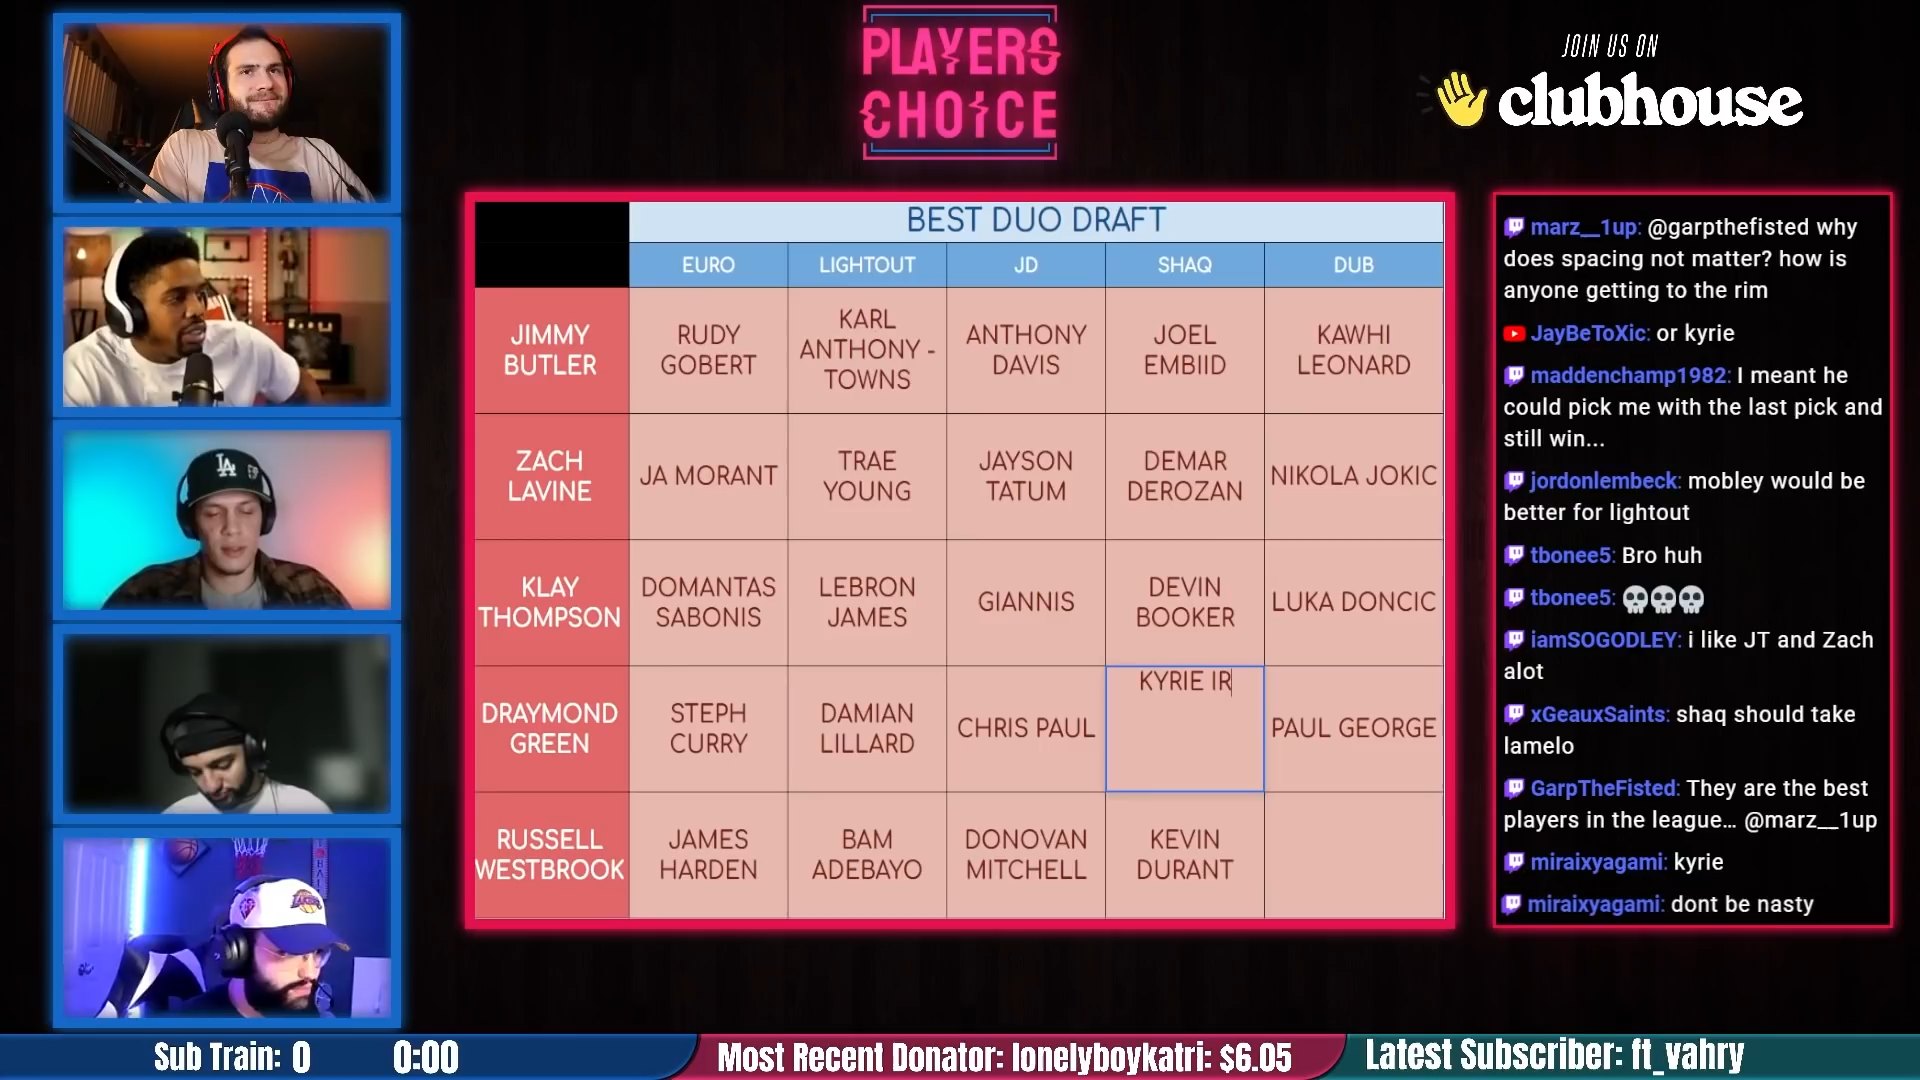 PLAYERS
CHOICE
JOIN US ON
clubhouse
BEST DUO DRAFT
EURO LIGHTOUT JD SHAQ DUB
JIMMY BUTLER
RUDY GOBERT
KARL ANTHONY - TOWNS
ANTHONY DAVIS
JOEL EMBIID
KAWHI LEONARD
ZACH LAVINE
JA MORANT
TRAE YOUNG
JAYSON TATUM
DEMAR DEROZAN
NIKOLA JOKIC
KLAY THOMPSON
DOMANTAS SABONIS
LEBRON JAMES
GIANNIS
DEVIN BOOKER
LUKA DONCIC
DRAYMOND GREEN
STEPH CURRY
DAMIAN LILLARD
CHRIS PAUL
KYRIE IR
PAUL GEORGE
RUSSELL WESTBROOK
JAMES HARDEN
BAM ADEBAYO
DONOVAN MITCHELL
KEVIN DURANT
marz__1up: @garpthefisted why
does spacing not matter? how is
anyone getting to the rim
JayBeToXic: or kyrie
maddenchamp1982: I meant he
could pick me with the last pick and
still win...
jordonlembeck: mobley would be
better for lightout
tbonee5: Bro huh
tbonee5: 💀💀💀
iamSOGODLEY: i like JT and Zach
alot
xGeauxSaints: shaq should take
lamelo
GarpTheFisted: They are the best
players in the league... @marz__1up
miraixyagami: kyrie
miraixyagami: dont be nasty
Sub Train: 0 0:00
Most Recent Donator: lonelyboykatri: $6.05
Latest Subscriber: ft_vahry